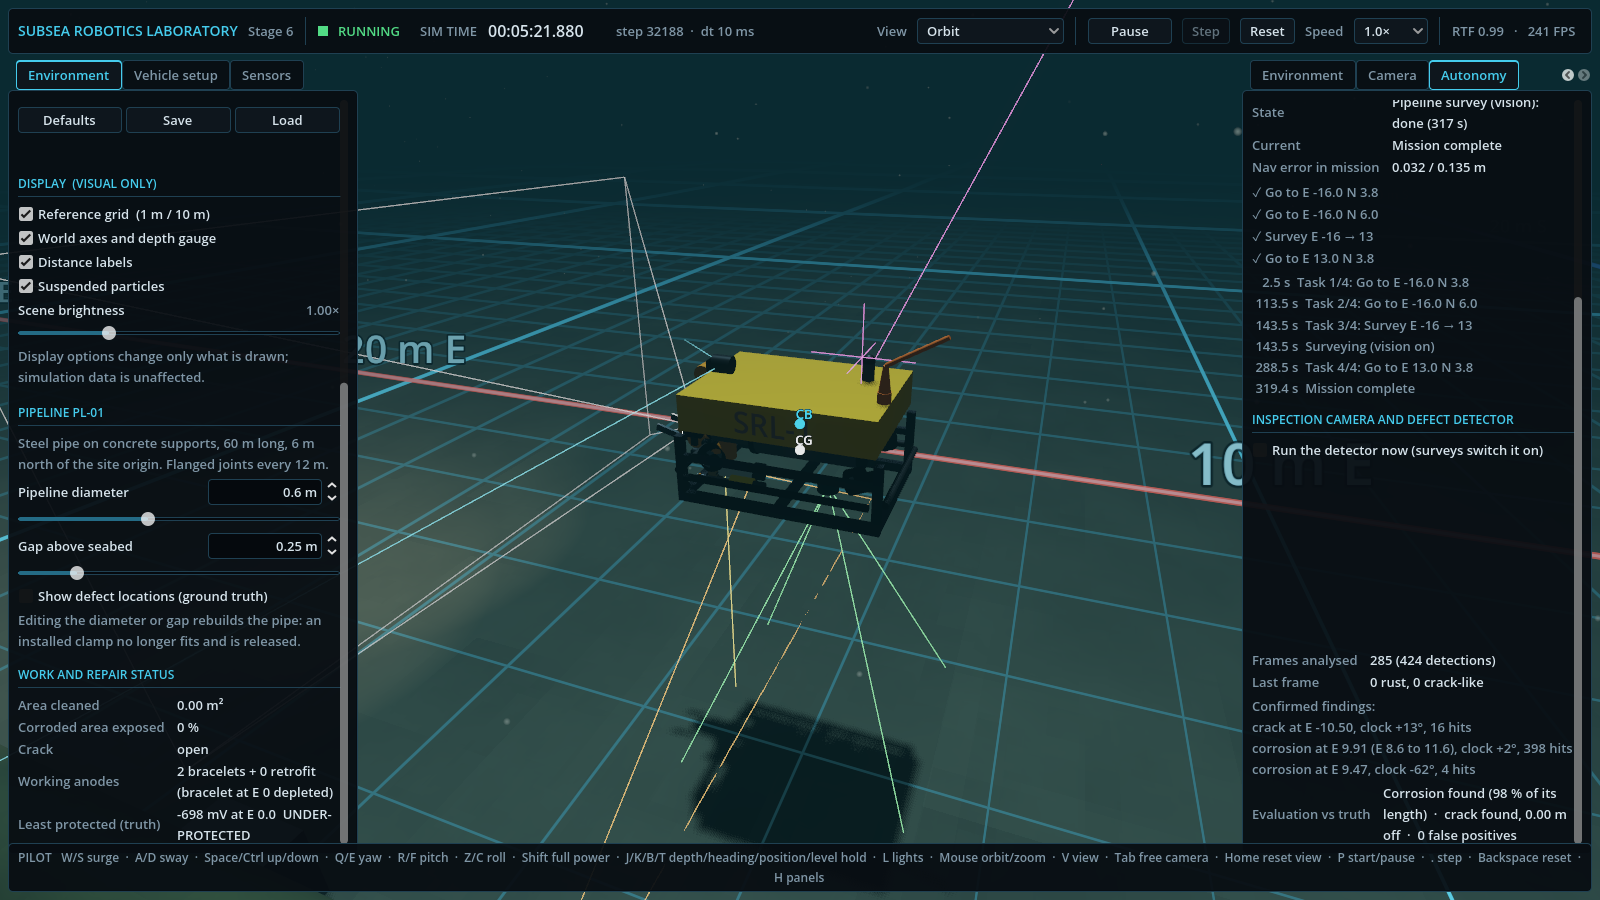 SUBSEA ROBOTICS LABORATORY Stage 6 RUNNING SIM TIME 00:05:21.880 step 32188 · dt 10 ms View Orbit Pause Step Reset Speed 1.0× RTF 0.99 · 241 FPS
Environment Vehicle setup Sensors
Defaults Save Load
DISPLAY (VISUAL ONLY)
Reference grid (1 m / 10 m)
World axes and depth gauge
Distance labels
Suspended particles
Scene brightness 1.00×
Display options change only what is drawn;
simulation data is unaffected.
PIPELINE PL-01
Steel pipe on concrete supports, 60 m long, 6 m
north of the site origin. Flanged joints every 12 m.
Pipeline diameter 0.6 m
Gap above seabed 0.25 m
Show defect locations (ground truth)
Editing the diameter or gap rebuilds the pipe: an
installed clamp no longer fits and is released.
WORK AND REPAIR STATUS
Area cleaned 0.00 m²
Corroded area exposed 0 %
Crack open
Working anodes 2 bracelets + 0 retrofit
(bracelet at E 0 depleted)
Least protected (truth) -698 mV at E 0.0 UNDER-
PROTECTED
20 m E
SRL
CB
CG
10 m E
Environment Camera Autonomy
State Pipeline survey (vision):
done (317 s)
Current Mission complete
Nav error in mission 0.032 / 0.135 m
✓ Go to E -16.0 N 3.8
✓ Go to E -16.0 N 6.0
✓ Survey E -16 → 13
✓ Go to E 13.0 N 3.8
2.5 s Task 1/4: Go to E -16.0 N 3.8
113.5 s Task 2/4: Go to E -16.0 N 6.0
143.5 s Task 3/4: Survey E -16 → 13
143.5 s Surveying (vision on)
288.5 s Task 4/4: Go to E 13.0 N 3.8
319.4 s Mission complete
INSPECTION CAMERA AND DEFECT DETECTOR
Run the detector now (surveys switch it on)
Frames analysed 285 (424 detections)
Last frame 0 rust, 0 crack-like
Confirmed findings:
crack at E -10.50, clock +13°, 16 hits
corrosion at E 9.91 (E 8.6 to 11.6), clock +2°, 398 hits
corrosion at E 9.47, clock -62°, 4 hits
Evaluation vs truth Corrosion found (98 % of its
length) · crack found, 0.00 m
off · 0 false positives
PILOT W/S surge · A/D sway · Space/Ctrl up/down · Q/E yaw · R/F pitch · Z/C roll · Shift full power · J/K/B/T depth/heading/position/level hold · L lights · Mouse orbit/zoom · V view · Tab free camera · Home reset view · P start/pause · . step · Backspace reset ·
H panels